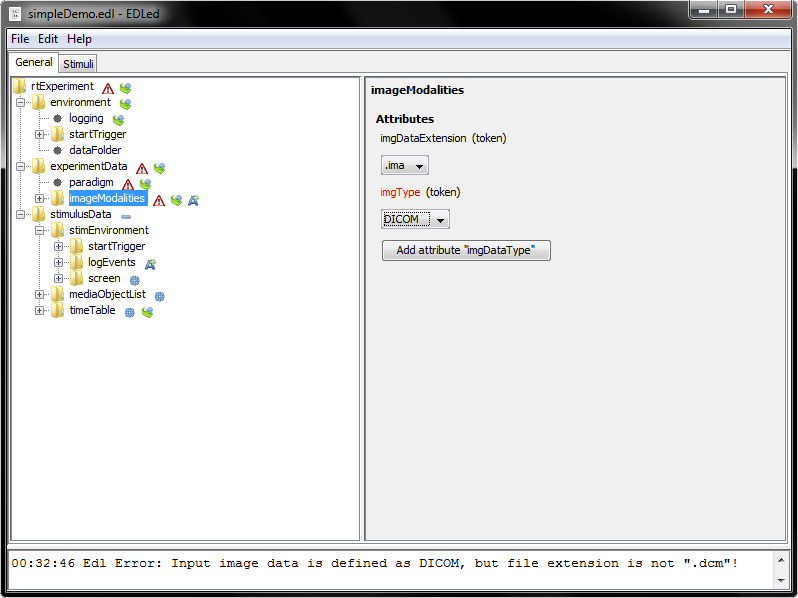 simpleDemo.edl - EDLed
File Edit Help
General Stimuli
rtExperiment
environment
logging
startTrigger
dataFolder
experimentData
paradigm
imageModalities
stimulusData
stimEnvironment
startTrigger
logEvents
screen
mediaObjectList
timeTable
imageModalities
Attributes
imgDataExtension (token)
.ima
imgType (token)
DICOM
Add attribute "imgDataType"
00:32:46 Edl Error: Input image data is defined as DICOM, but file extension is not ".dcm"!